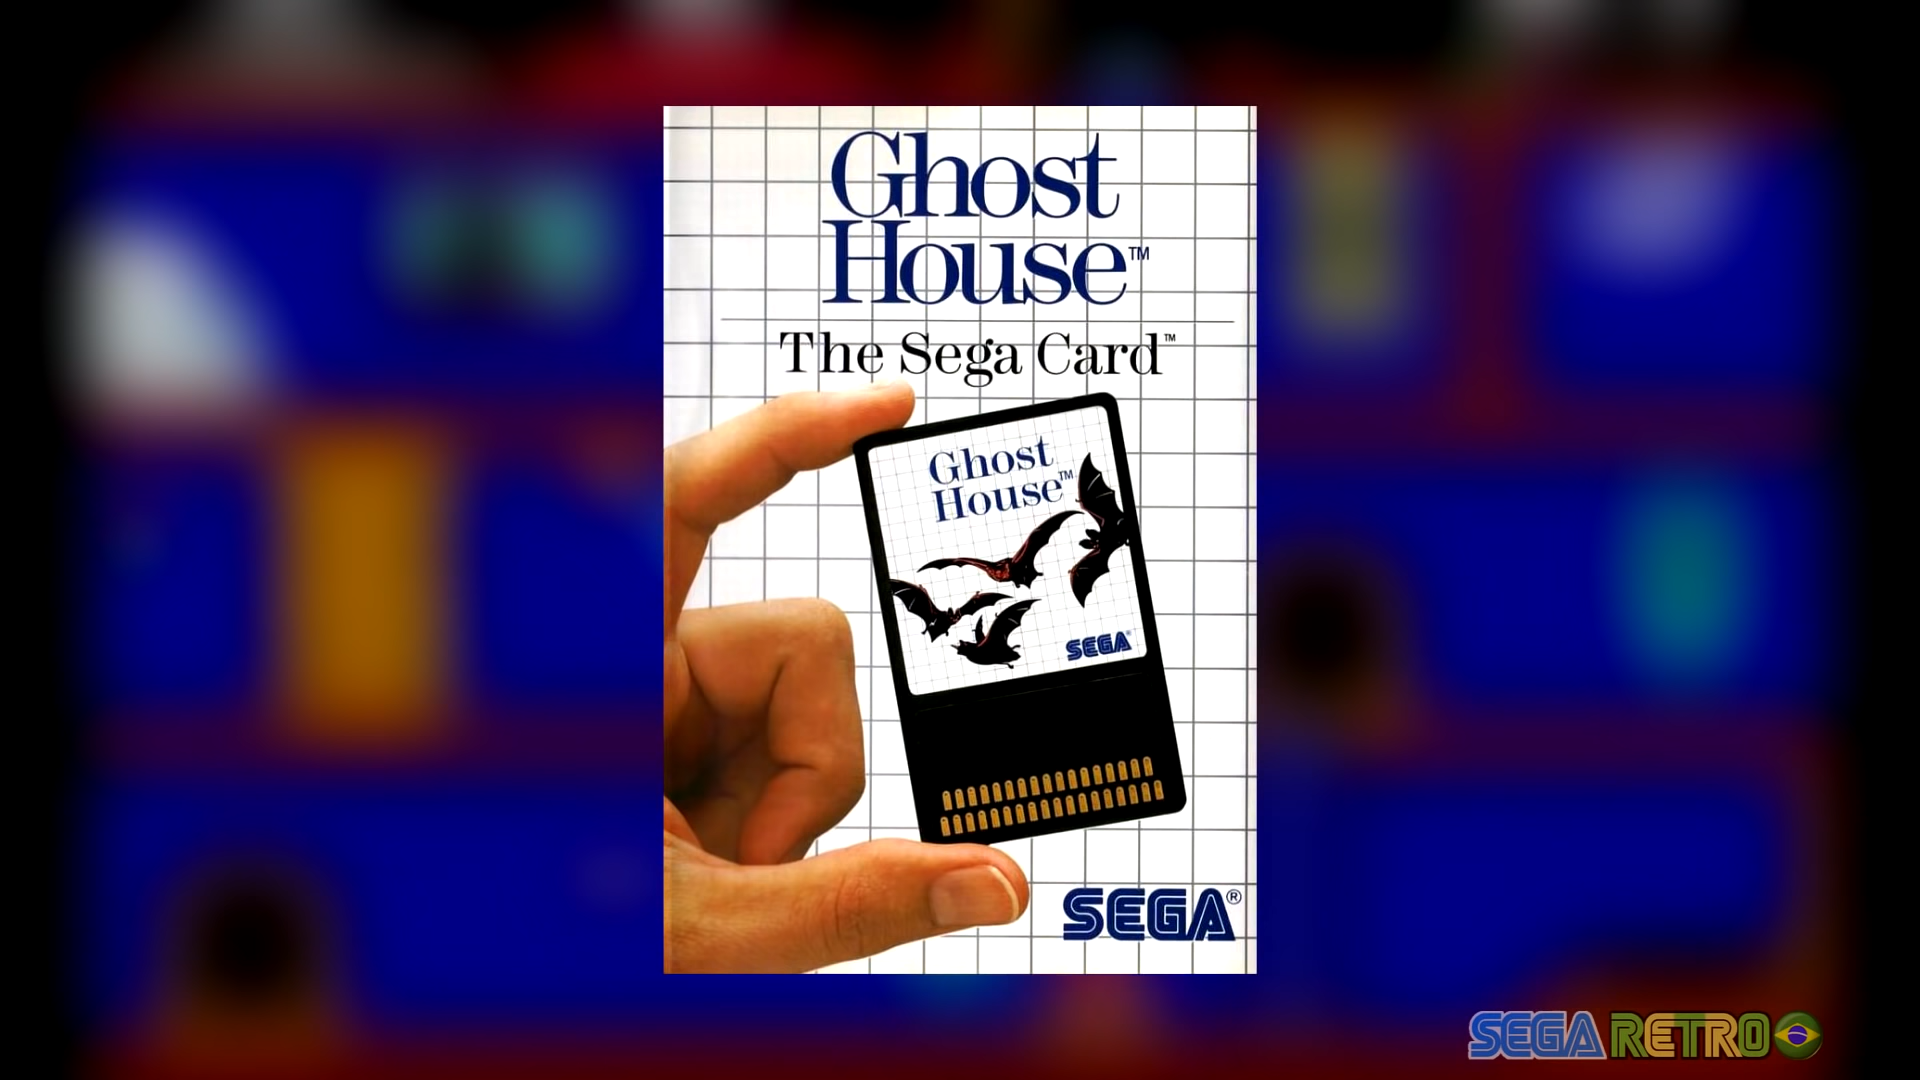 Ghost
House™
The Sega Card™
Ghost
House™
SEGA®
SEGA®
SEGA RETRO